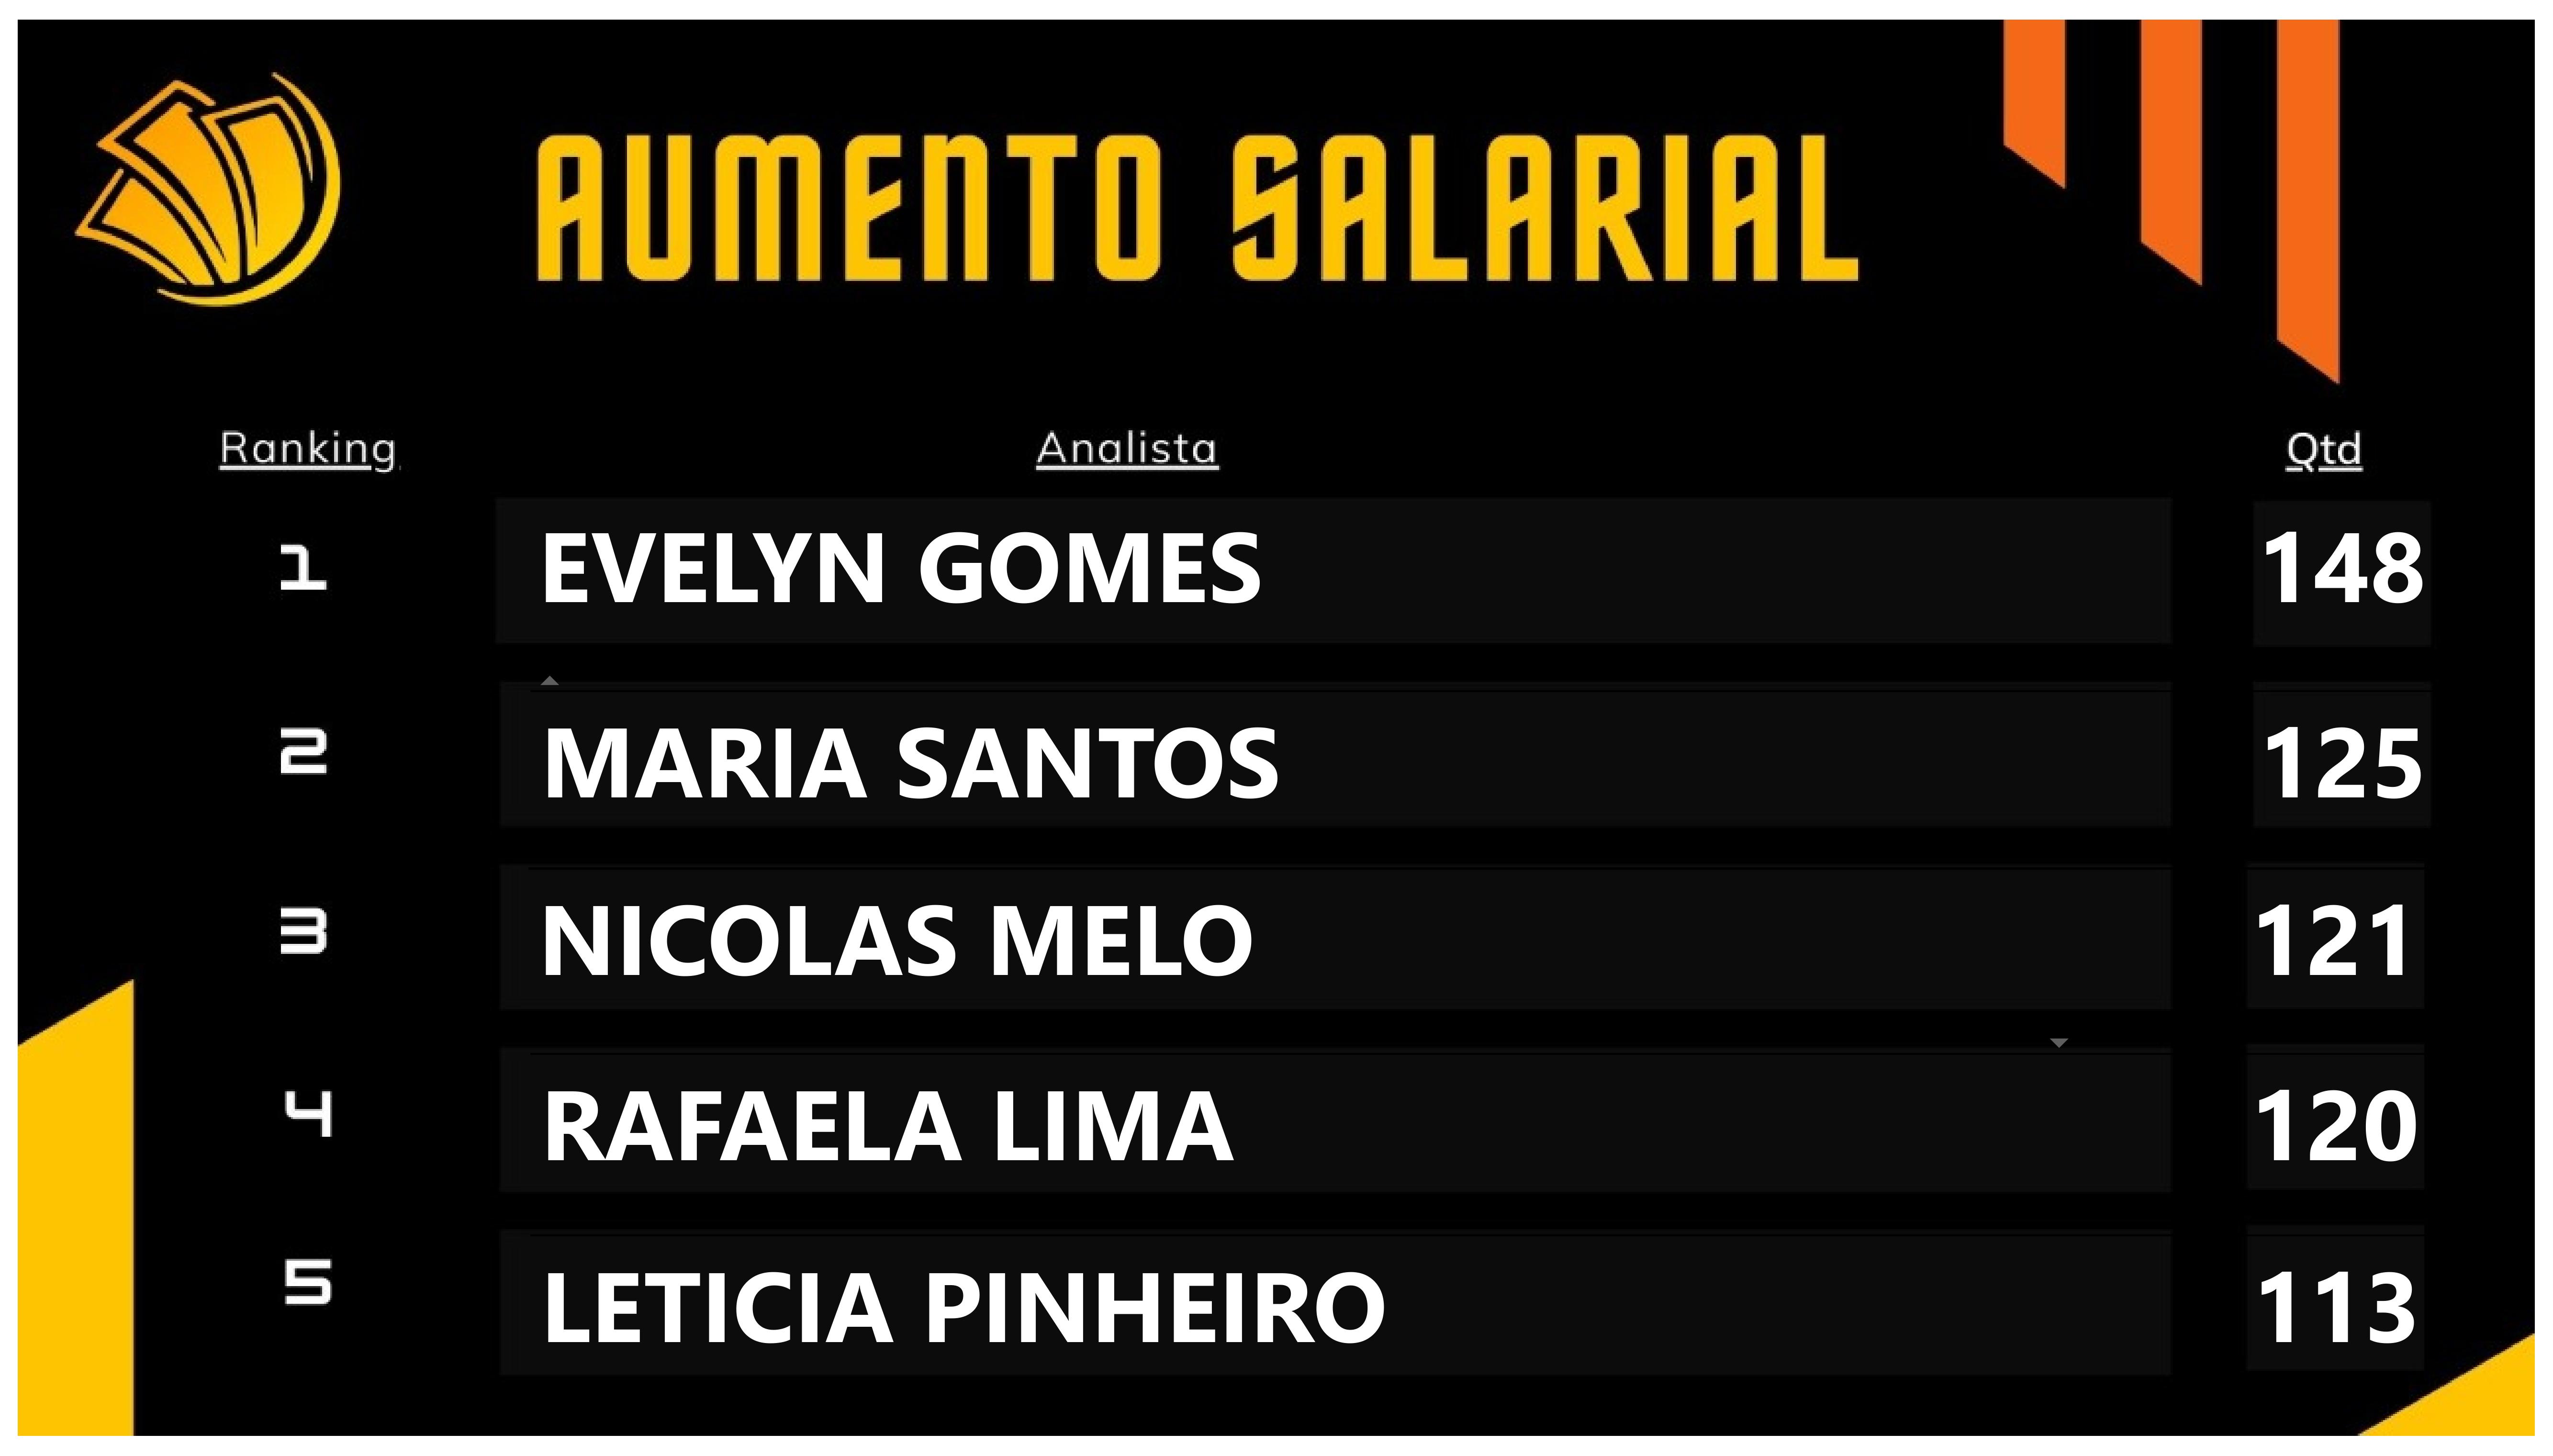 AUMENTO SALARIAL
Ranking Analista Qtd
1 EVELYN GOMES 148
2 MARIA SANTOS 125
3 NICOLAS MELO 121
4 RAFAELA LIMA 120
5 LETICIA PINHEIRO 113